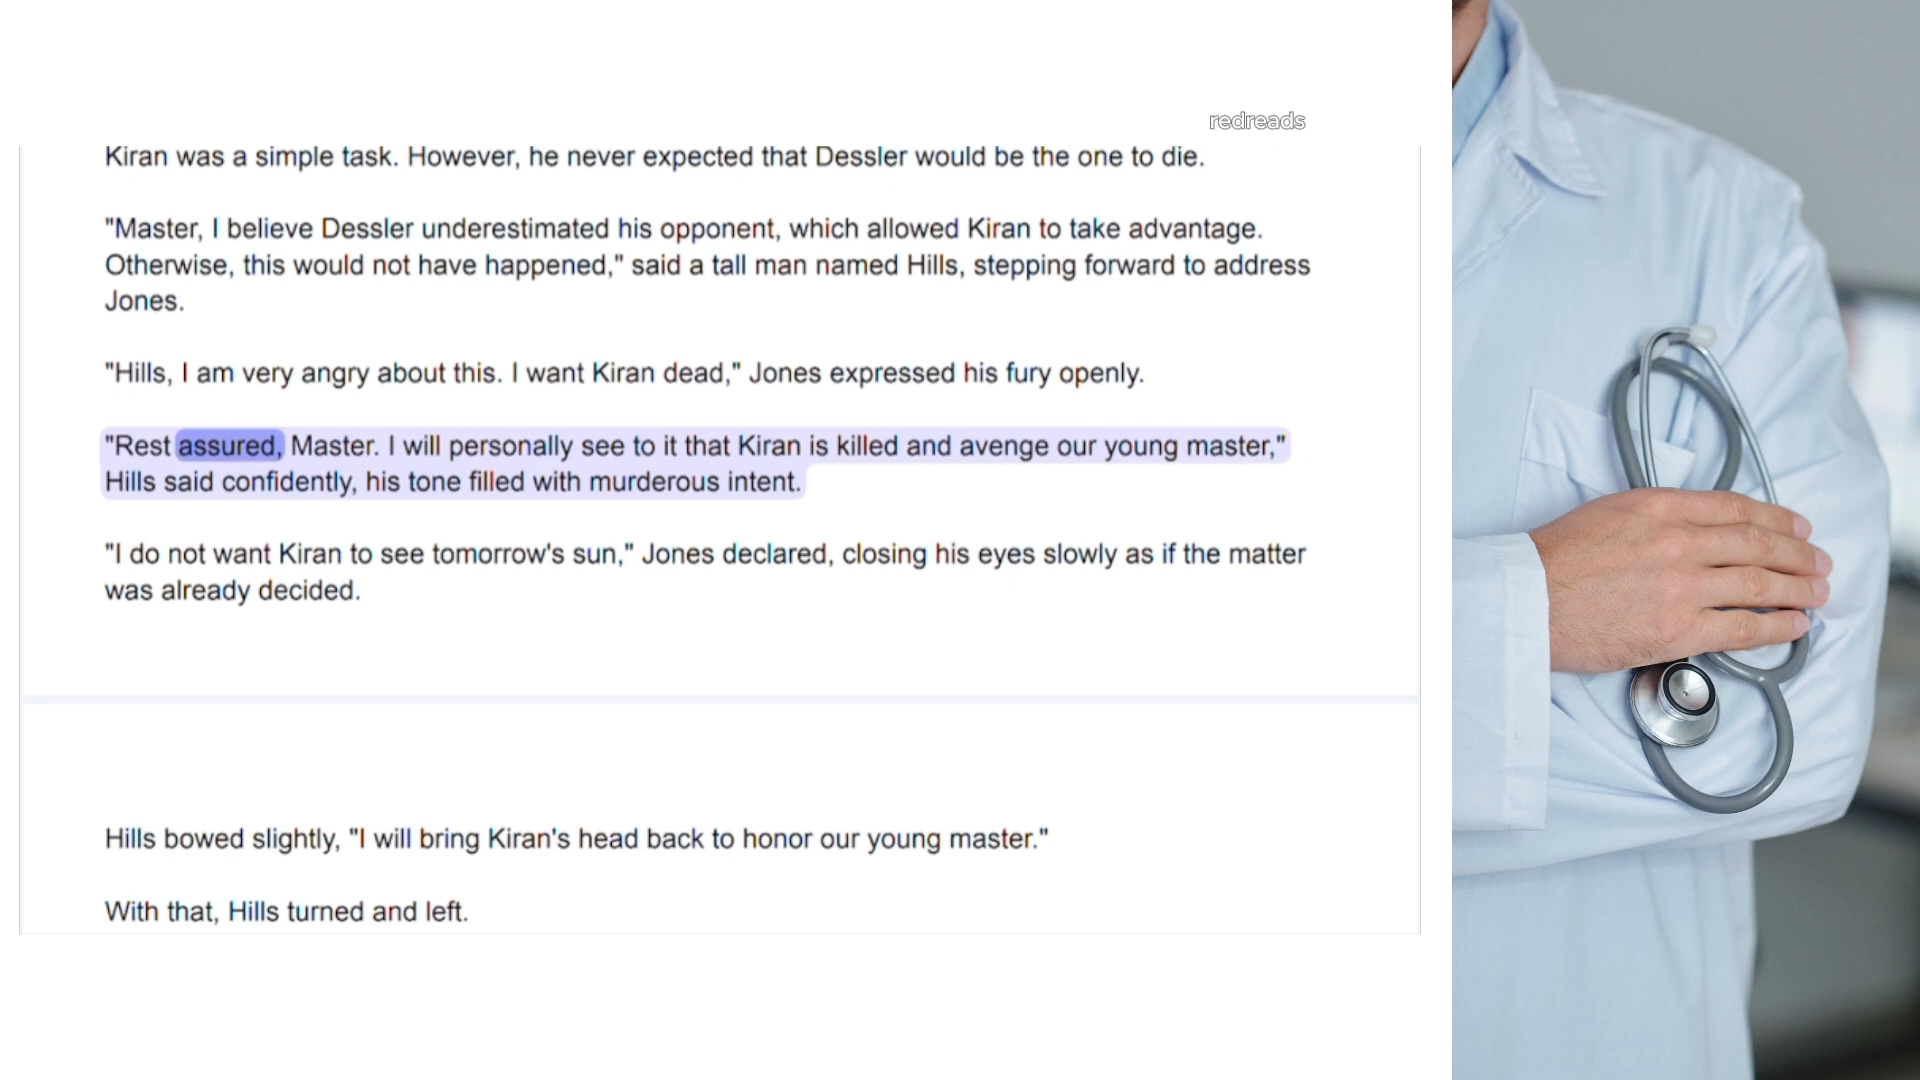 redreads
Kiran was a simple task. However, he never expected that Dessler would be the one to die.
"Master, I believe Dessler underestimated his opponent, which allowed Kiran to take advantage.
Otherwise, this would not have happened," said a tall man named Hills, stepping forward to address
Jones.
"Hills, I am very angry about this. I want Kiran dead," Jones expressed his fury openly.
"Rest assured, Master. I will personally see to it that Kiran is killed and avenge our young master,"
Hills said confidently, his tone filled with murderous intent.
"I do not want Kiran to see tomorrow's sun," Jones declared, closing his eyes slowly as if the matter
was already decided.
Hills bowed slightly, "I will bring Kiran's head back to honor our young master."
With that, Hills turned and left.